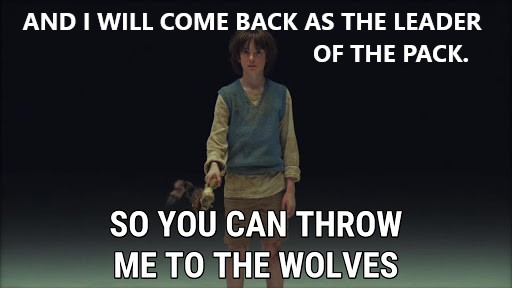 AND I WILL COME BACK AS THE LEADER
OF THE PACK.
SO YOU CAN THROW
ME TO THE WOLVES